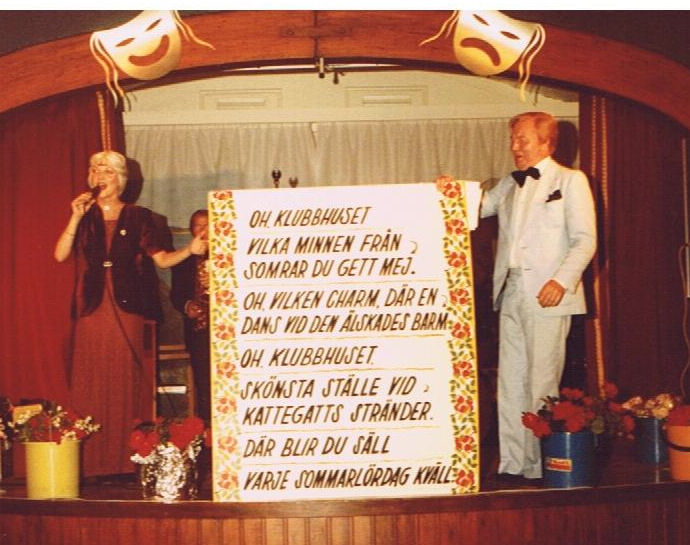 OH, KLUBBHUSET
VILKA MINNEN FRÅN
SOMRAR DU GETT MEJ.
OH, VILKEN CHARM, DÄR EN
DANS VID DEN ÄLSKADES BARM.
OH, KLUBBHUSET,
SKÖNSTA STÄLLE VID
KATTEGATTS STRÄNDER.
DÄR BLIR DU SÄLL
VARJE SOMMARLÖRDAG KVÄLL.